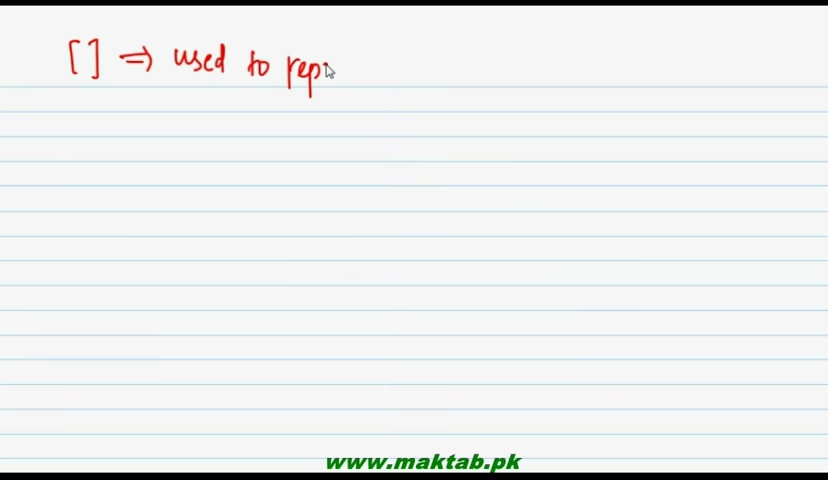 [ ] ⇒ used to rep
www.maktab.pk